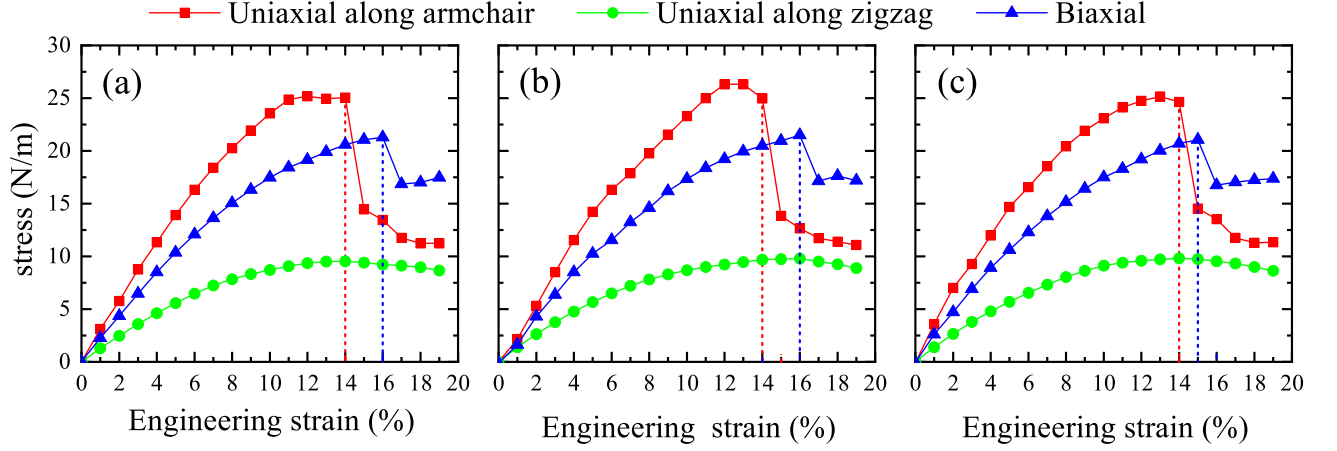 Uniaxial along armchair Uniaxial along zigzag Biaxial
30
25
20
15
10
5
0
stress (N/m)
(a) (b) (c)
0 2 4 6 8 10 12 14 16 18 20 0 2 4 6 8 10 12 14 16 18 20 0 2 4 6 8 10 12 14 16 18 20
Engineering strain (%) Engineering strain (%) Engineering strain (%)